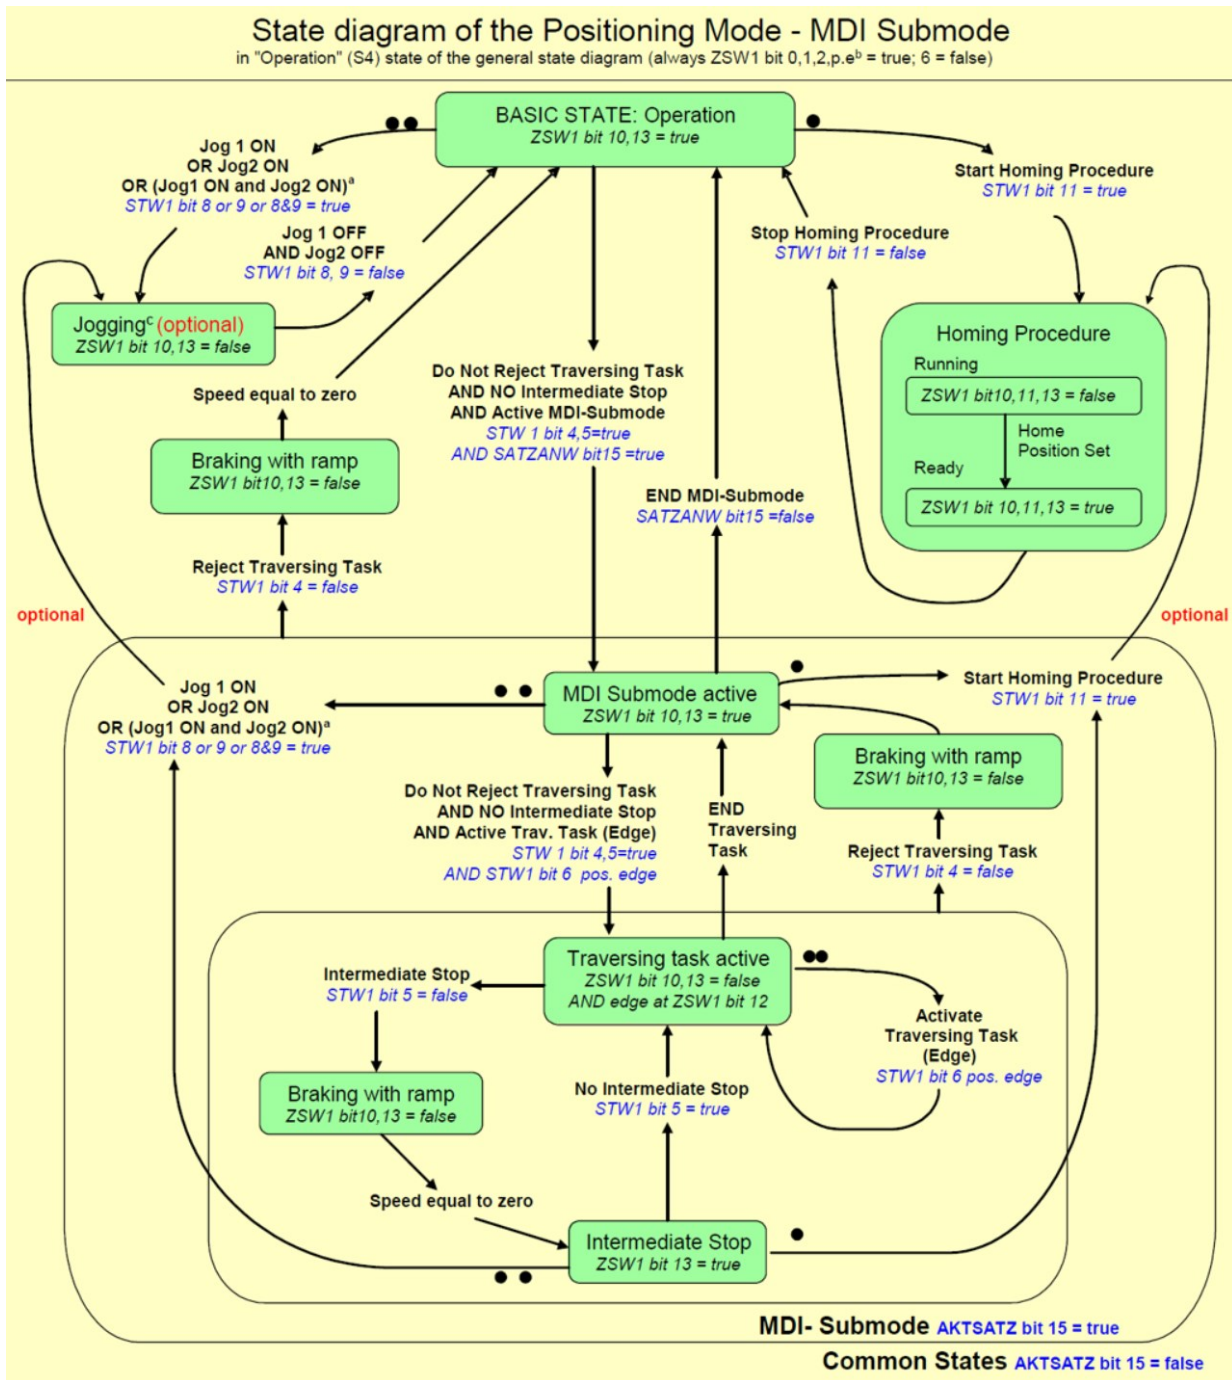 State diagram of the Positioning Mode - MDI Submode
in "Operation" (S4) state of the general state diagram (always ZSW1 bit 0,1,2,p.eᵇ = true; 6 = false)
BASIC STATE: Operation
ZSW1 bit 10,13 = true
Jog 1 ON
OR Jog2 ON
OR (Jog1 ON and Jog2 ON)ᵃ
STW1 bit 8 or 9 or 8&9 = true
Start Homing Procedure
STW1 bit 11 = true
Jog 1 OFF
AND Jog2 OFF
STW1 bit 8, 9 = false
Stop Homing Procedure
STW1 bit 11 = false
Joggingᶜ (optional)
ZSW1 bit 10,13 = false
Homing Procedure
Running
ZSW1 bit10,11,13 = false
Home
Position Set
Ready
ZSW1 bit 10,11,13 = true
Do Not Reject Traversing Task
AND NO Intermediate Stop
AND Active MDI-Submode
STW 1 bit 4,5=true
AND SATZANW bit15 =true
Speed equal to zero
Braking with ramp
ZSW1 bit10,13 = false
END MDI-Submode
SATZANW bit15 =false
Reject Traversing Task
STW1 bit 4 = false
optional
optional
Jog 1 ON
OR Jog2 ON
OR (Jog1 ON and Jog2 ON)ᵃ
STW1 bit 8 or 9 or 8&9 = true
MDI Submode active
ZSW1 bit 10,13 = true
Start Homing Procedure
STW1 bit 11 = true
Braking with ramp
ZSW1 bit10,13 = false
Do Not Reject Traversing Task
AND NO Intermediate Stop
AND Active Trav. Task (Edge)
STW 1 bit 4,5=true
AND STW1 bit 6 pos. edge
END
Traversing
Task
Reject Traversing Task
STW1 bit 4 = false
Traversing task active
ZSW1 bit 10,13 = false
AND edge at ZSW1 bit 12
Intermediate Stop
STW1 bit 5 = false
Activate
Traversing Task
(Edge)
STW1 bit 6 pos. edge
Braking with ramp
ZSW1 bit10,13 = false
No Intermediate Stop
STW1 bit 5 = true
Speed equal to zero
Intermediate Stop
ZSW1 bit 13 = true
MDI- Submode AKTSATZ bit 15 = true
Common States AKTSATZ bit 15 = false